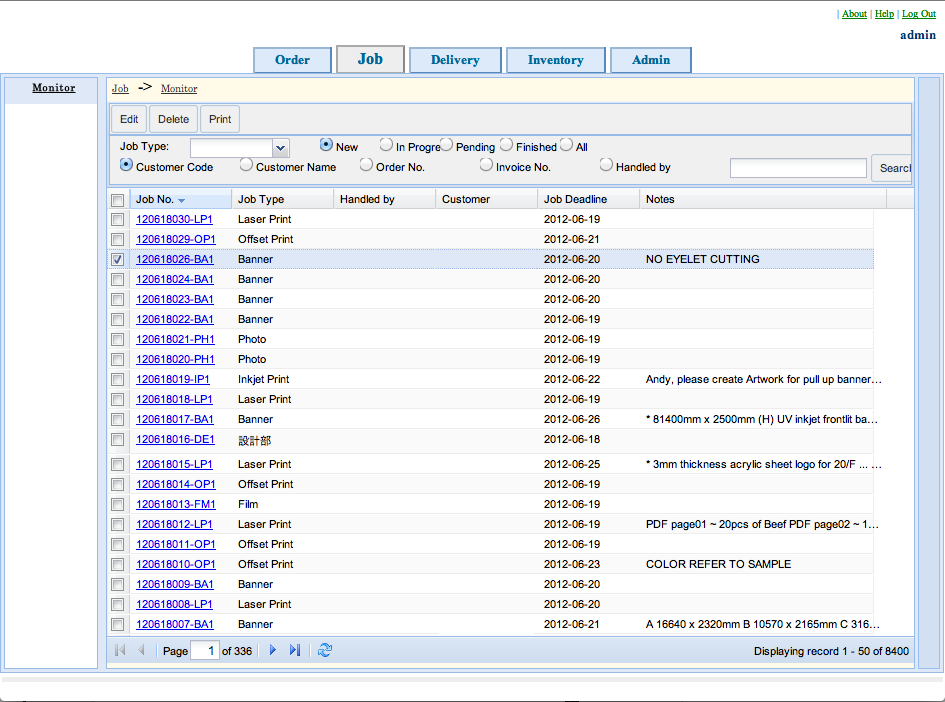 | About | Help | Log Out
admin
Order Job Delivery Inventory Admin
Monitor
Job -> Monitor
Edit Delete Print
Job Type: New In Progre Pending Finished All
Customer Code Customer Name Order No. Invoice No. Handled by Search
Job No. Job Type Handled by Customer Job Deadline Notes
120618030-LP1 Laser Print 2012-06-19
120618029-OP1 Offset Print 2012-06-21
120618026-BA1 Banner 2012-06-20 NO EYELET CUTTING
120618024-BA1 Banner 2012-06-20
120618023-BA1 Banner 2012-06-20
120618022-BA1 Banner 2012-06-19
120618021-PH1 Photo 2012-06-19
120618020-PH1 Photo 2012-06-19
120618019-IP1 Inkjet Print 2012-06-22 Andy, please create Artwork for pull up banner…
120618018-LP1 Laser Print 2012-06-19
120618017-BA1 Banner 2012-06-26 * 81400mm x 2500mm (H) UV inkjet frontlit ba…
120618016-DE1 設計部 2012-06-18
120618015-LP1 Laser Print 2012-06-25 * 3mm thickness acrylic sheet logo for 20/F ... …
120618014-OP1 Offset Print 2012-06-19
120618013-FM1 Film 2012-06-19
120618012-LP1 Laser Print 2012-06-19 PDF page01 ~ 20pcs of Beef PDF page02 ~ 1…
120618011-OP1 Offset Print 2012-06-19
120618010-OP1 Offset Print 2012-06-23 COLOR REFER TO SAMPLE
120618009-BA1 Banner 2012-06-20
120618008-LP1 Laser Print 2012-06-20
120618007-BA1 Banner 2012-06-21 A 16640 x 2320mm B 10570 x 2165mm C 316…
Page 1 of 336 Displaying record 1 - 50 of 8400